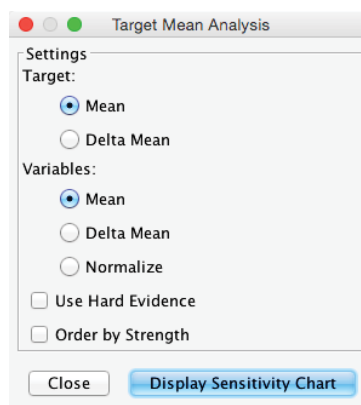 Target Mean Analysis
Settings
Target:
Mean
Delta Mean
Variables:
Mean
Delta Mean
Normalize
Use Hard Evidence
Order by Strength
Close Display Sensitivity Chart